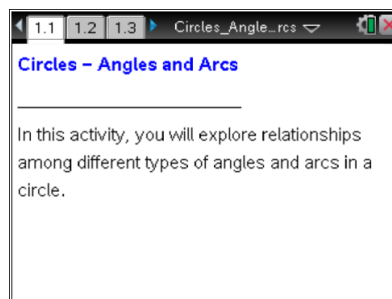 1.1 1.2 1.3 Circles_Angle...rcs
Circles – Angles and Arcs
In this activity, you will explore relationships
among different types of angles and arcs in a
circle.